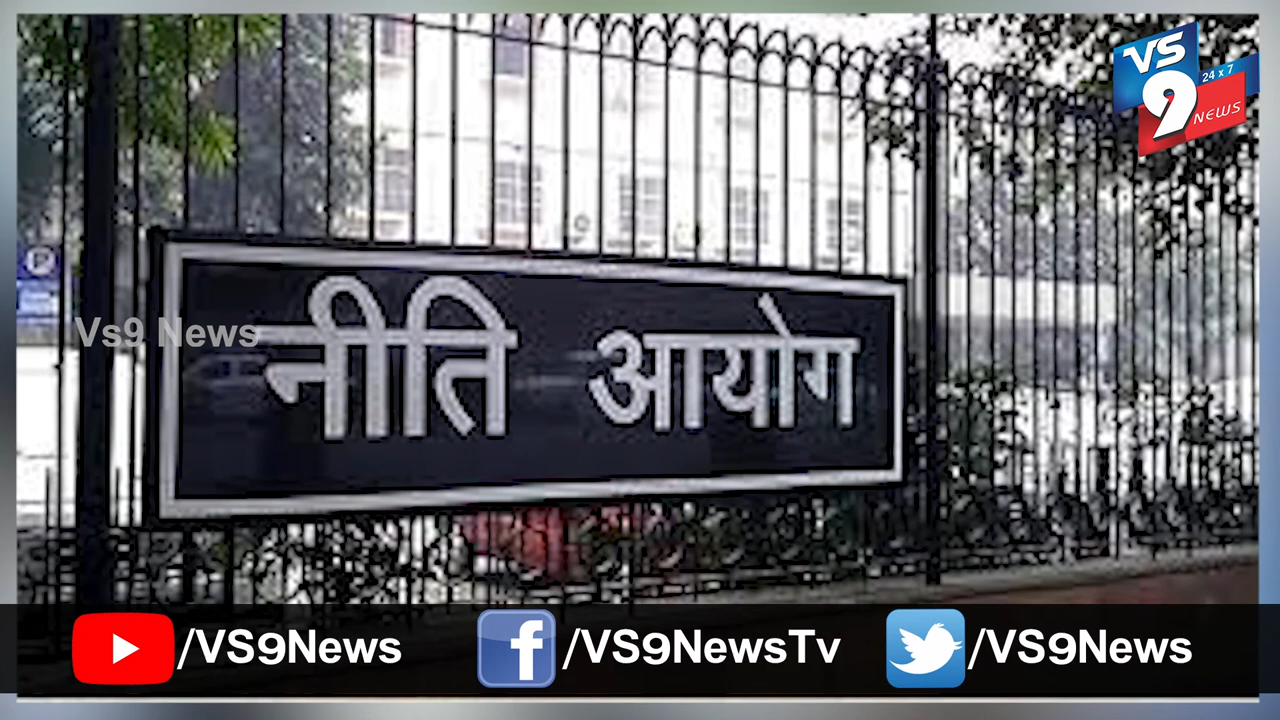 VS
24 x 7
9
NEWS
P
Vs9 News
नीति आयोग
/VS9News
/VS9NewsTv
/VS9News